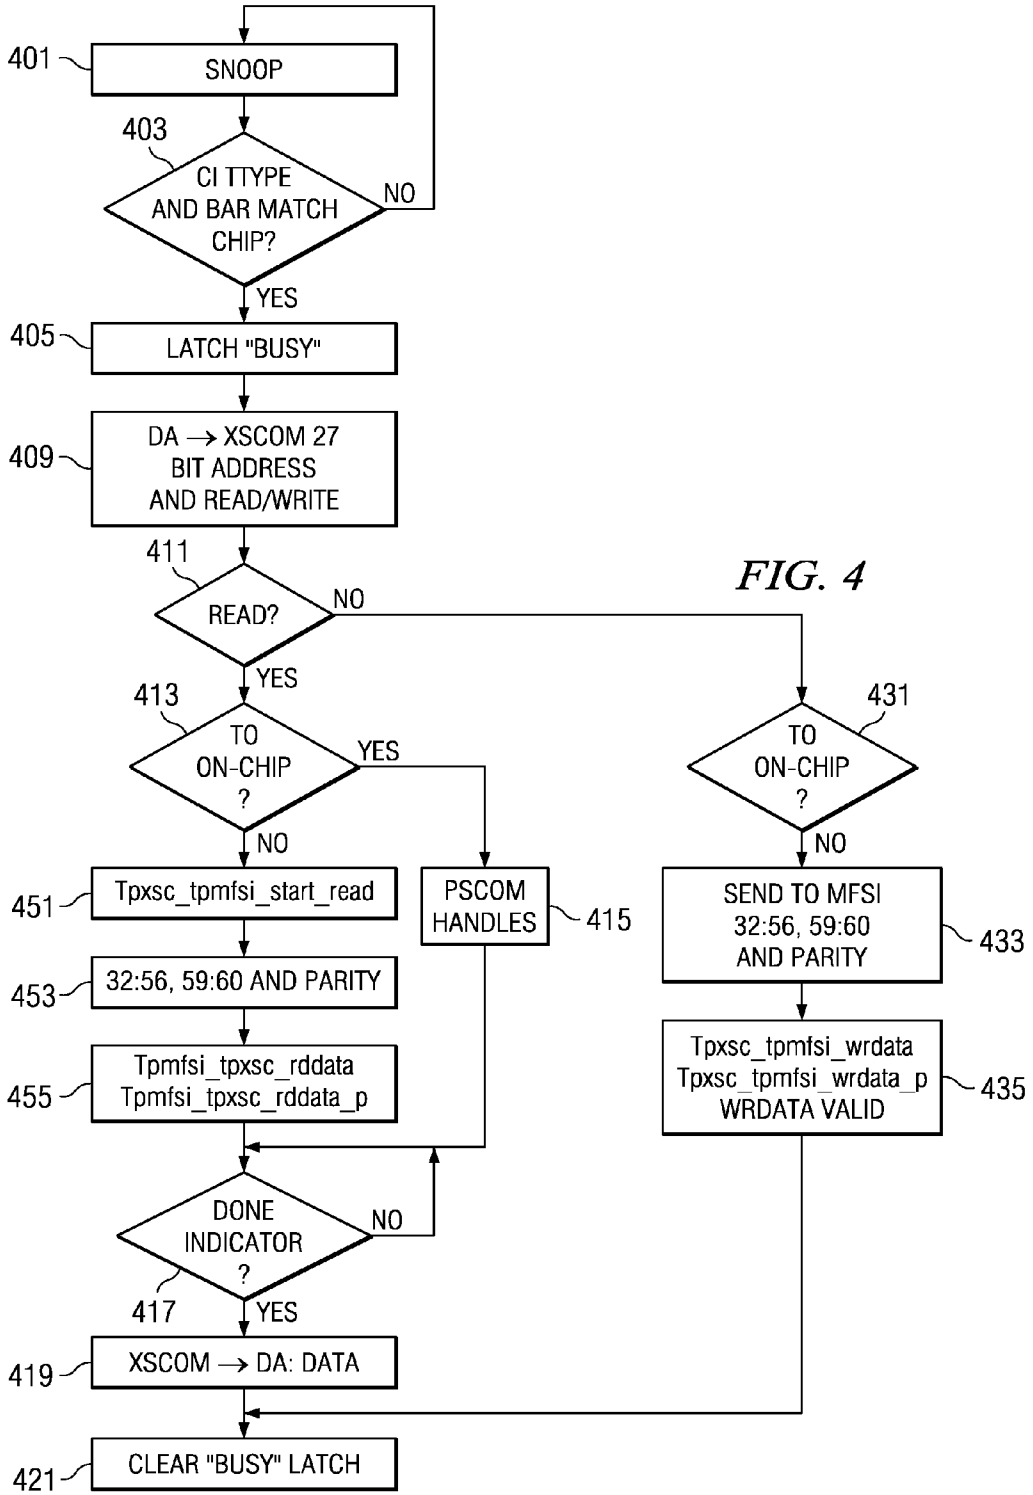 401
SNOOP
403
CI TTYPE
AND BAR MATCH
CHIP?
NO
YES
405
LATCH "BUSY"
409
DA → XSCOM 27
BIT ADDRESS
AND READ/WRITE
411
READ?
NO
YES
FIG. 4
413
TO
ON-CHIP
?
YES
NO
431
TO
ON-CHIP
?
NO
451
Tpxsc_tpmfsi_start_read
PSCOM
HANDLES
415
SEND TO MFSI
32:56, 59:60
AND PARITY
433
453
32:56, 59:60 AND PARITY
455
Tpmfsi_tpxsc_rddata
Tpmfsi_tpxsc_rddata_p
Tpxsc_tpmfsi_wrdata
Tpxsc_tpmfsi_wrdata_p
WRDATA VALID
435
DONE
INDICATOR
?
NO
417
YES
419
XSCOM → DA: DATA
421
CLEAR "BUSY" LATCH